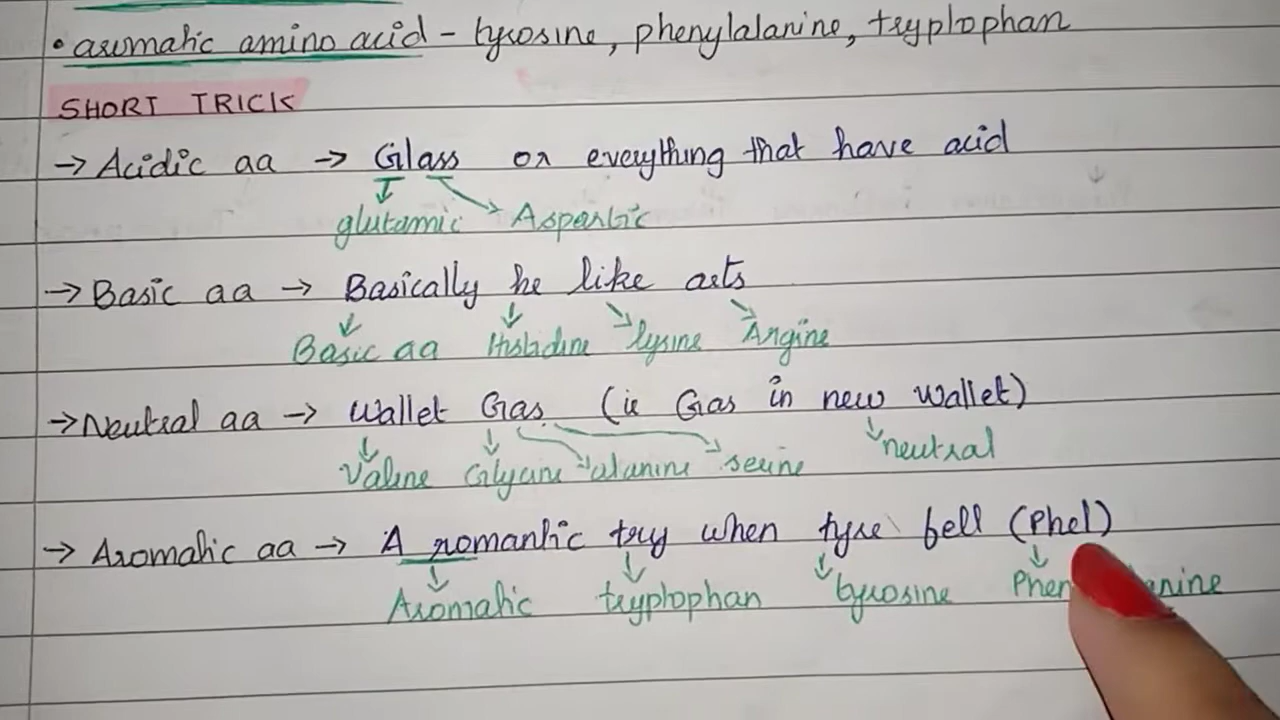 • aromatic amino acid - tyrosine, phenylalanine, tryptophan
SHORT TRICK
→ Acidic aa → Glass or everything that have acid
glutamic Aspartic
→ Basic aa → Basically he like arts
Basic aa Histidine lysine Argine
→ Neutral aa → Wallet Gas (ie Gas in new wallet)
Valine Glycine alanine serine neutral
→ Aromatic aa → A romantic try when tyre fell (Phel)
Aromatic tryptophan tyrosine